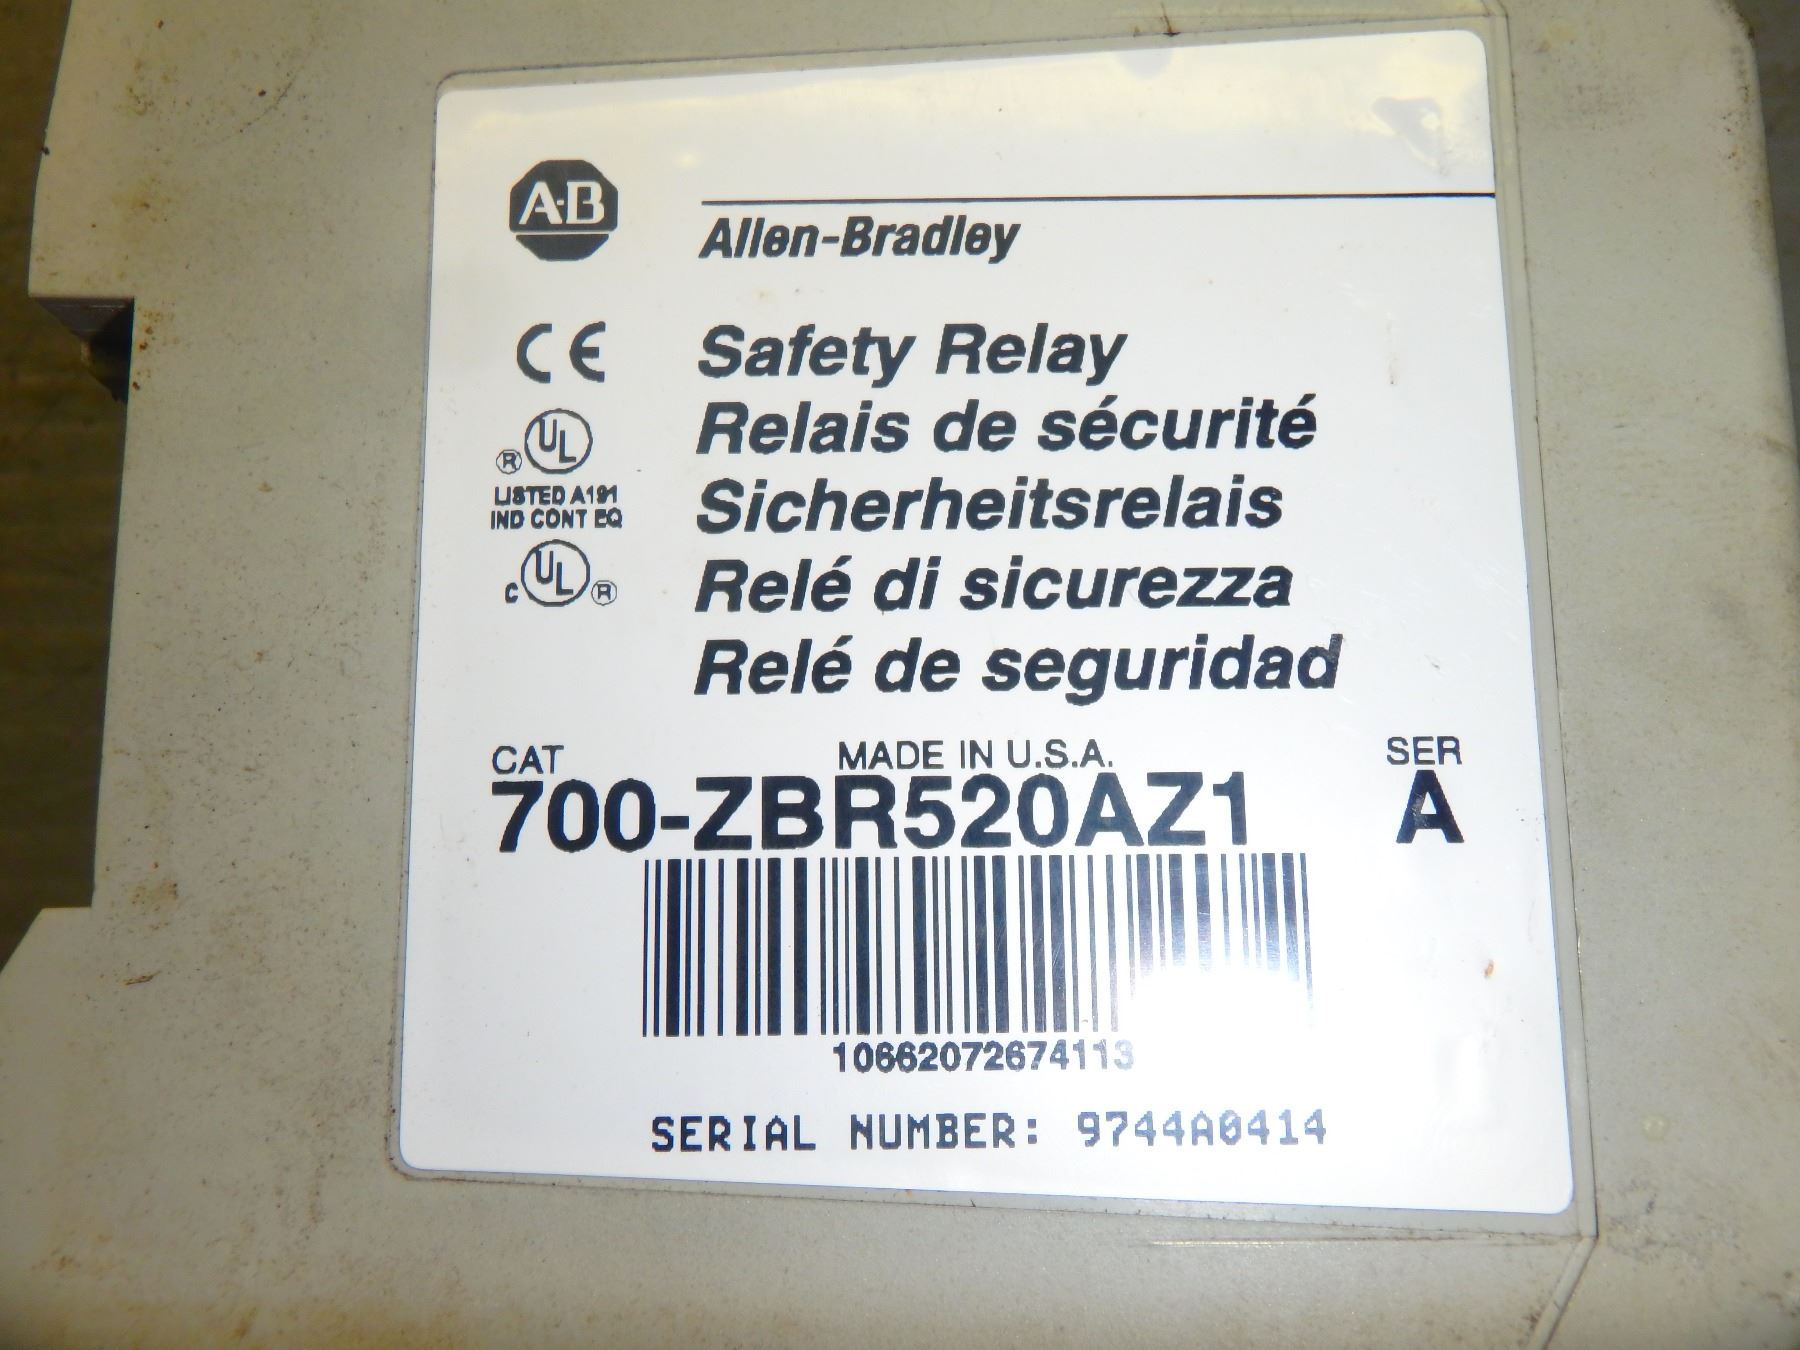 A-B
Allen-Bradley
CE
Safety Relay
Relais de sécurité
Sicherheitsrelais
Relé di sicurezza
Relé de seguridad
® UL
LISTED A191
IND CONT EQ
C UL ®
CAT
MADE IN U.S.A.
SER
700-ZBR520AZ1
A
10662072674113
SERIAL NUMBER: 9744A0414